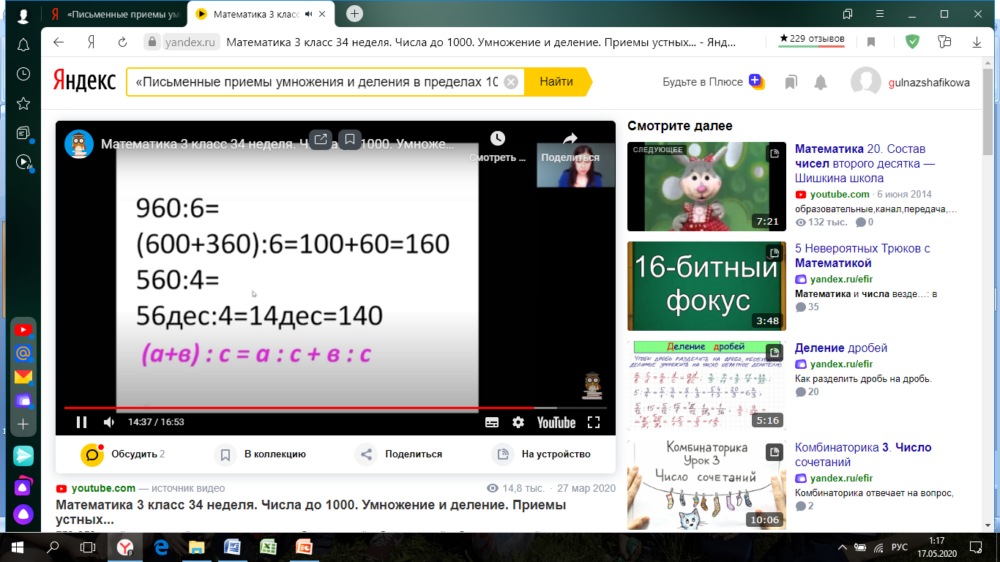 «Письменные приемы ум
Математика 3 класс
yandex.ru
Математика 3 класс 34 неделя. Числа до 1000. Умножение и деление. Приемы устных... - Янд...
★229 отзывов
Яндекс
«Письменные приемы умножения и деления в пределах 10
Найти
Будьте в Плюсе
gulnazshafikowa
Математика 3 класс 34 неделя. Чи
а
1000. Умноже...
Смотреть ...
Поделиться
960:6=
(600+360):6=100+60=160
560:4=
56дес:4=14дес=140
(а+в) : с = а : с + в : с
14:37 / 16:53
YouTube
Обсудить 2
В коллекцию
Поделиться
На устройство
youtube.com — источник видео
14,8 тыс. · 27 мар 2020
Математика 3 класс 34 неделя. Числа до 1000. Умножение и деление. Приемы
устных...
Смотрите далее
СЛЕДУЮЩЕЕ
7:21
Математика 20. Состав
чисел второго десятка —
Шишкина школа
youtube.com · 6 июня 2014
образовательные,канал,передача,...
132 тыс. 0
16-битный
фокус
3:48
5 Невероятных Трюков с
Математикой
yandex.ru/efir
Математика и числа везде...: в
35
Деление дробей
5:16
Деление дробей
yandex.ru/efir
Как разделить дробь на дробь.
20
Комбинаторика
Урок 3
Число сочетаний
10:06
Комбинаторика 3. Число
сочетаний
yandex.ru/efir
Комбинаторика отвечает на вопрос,
2
РУС
1:17
17.05.2020